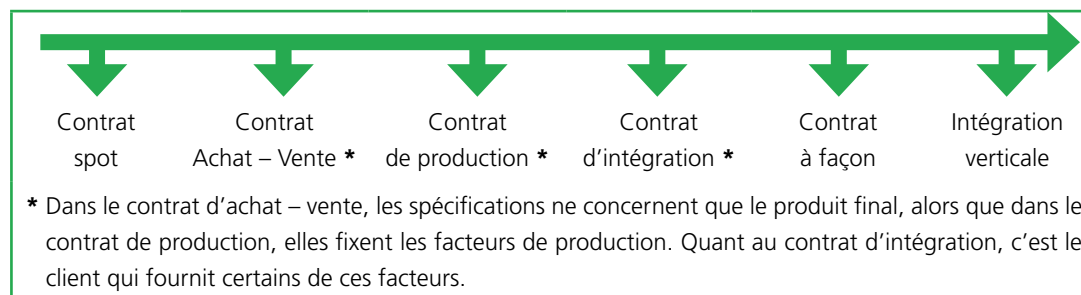 Contrat spot
Contrat Achat – Vente *
Contrat de production *
Contrat d'intégration *
Contrat à façon
Intégration verticale
* Dans le contrat d'achat – vente, les spécifications ne concernent que le produit final, alors que dans le
contrat de production, elles fixent les facteurs de production. Quant au contrat d'intégration, c'est le
client qui fournit certains de ces facteurs.